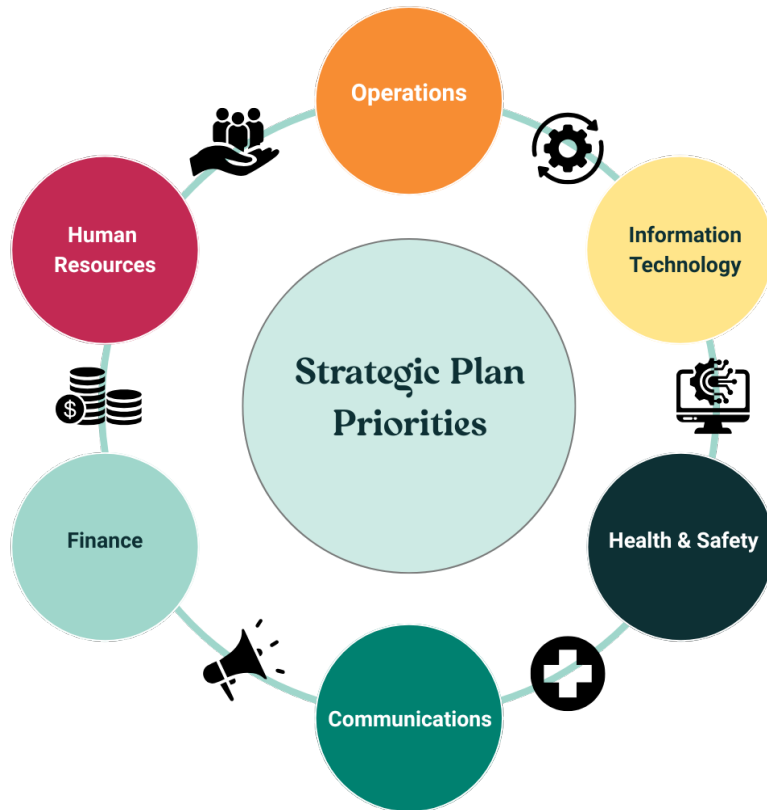 Operations
Human
Resources
Information
Technology
Strategic Plan
Priorities
$
Finance
Health & Safety
Communications